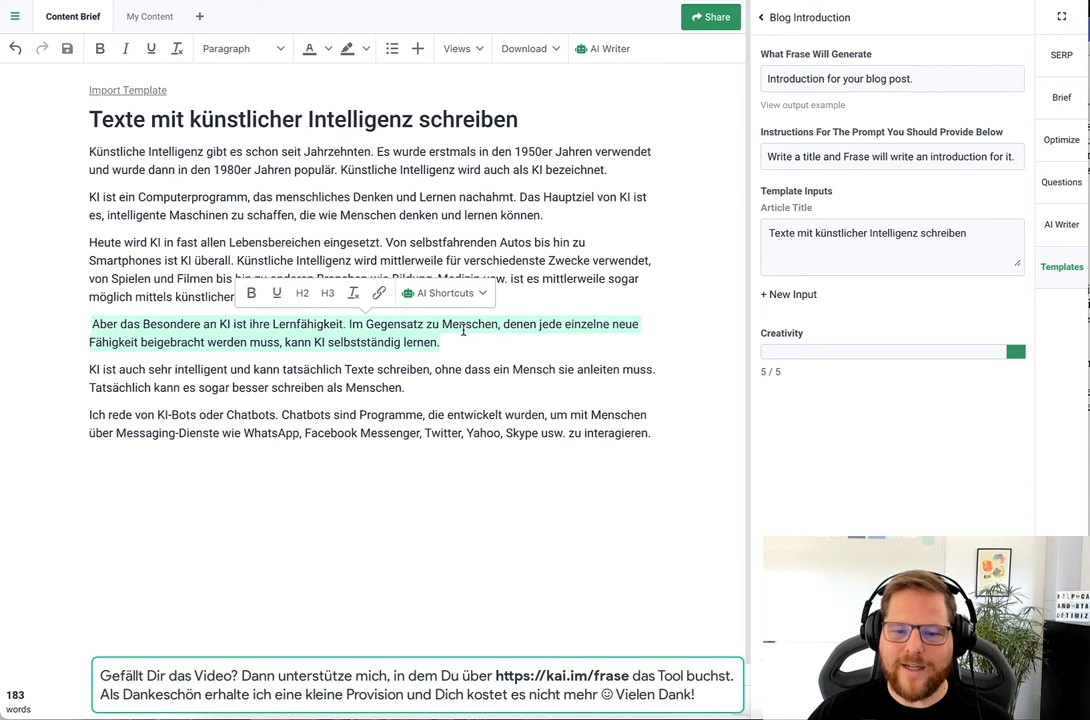 Content Brief
My Content
+
Share
Blog Introduction
SERP
B I U
Paragraph
A
Views
Download
AI Writer
What Frase Will Generate
Introduction for your blog post.
View output example
Brief
Import Template
Texte mit künstlicher Intelligenz schreiben
Instructions For The Prompt You Should Provide Below
Write a title and Frase will write an introduction for it.
Optimize
Künstliche Intelligenz gibt es schon seit Jahrzehnten. Es wurde erstmals in den 1950er Jahren verwendet
und wurde dann in den 1980er Jahren populär. Künstliche Intelligenz wird auch als KI bezeichnet.
KI ist ein Computerprogramm, das menschliches Denken und Lernen nachahmt. Das Hauptziel von KI ist
es, intelligente Maschinen zu schaffen, die wie Menschen denken und lernen können.
Template Inputs
Article Title
Texte mit künstlicher Intelligenz schreiben
Questions
AI Writer
Templates
Heute wird KI in fast allen Lebensbereichen eingesetzt. Von selbstfahrenden Autos bis hin zu
Smartphones ist KI überall. Künstliche Intelligenz wird mittlerweile für verschiedenste Zwecke verwendet,
von Spielen und Filmen bis hin zu anderen Branchen wie Bildung, Medizin usw. ist es mittlerweile sogar
möglich mittels künstlicher
B U H2 H3
AI Shortcuts
+ New Input
Aber das Besondere an KI ist ihre Lernfähigkeit. Im Gegensatz zu Menschen, denen jede einzelne neue
Fähigkeit beigebracht werden muss, kann KI selbstständig lernen.
Creativity
5 / 5
KI ist auch sehr intelligent und kann tatsächlich Texte schreiben, ohne dass ein Mensch sie anleiten muss.
Tatsächlich kann es sogar besser schreiben als Menschen.
Ich rede von KI-Bots oder Chatbots. Chatbots sind Programme, die entwickelt wurden, um mit Menschen
über Messaging-Dienste wie WhatsApp, Facebook Messenger, Twitter, Yahoo, Skype usw. zu interagieren.
Gefällt Dir das Video? Dann unterstütze mich, in dem Du über https://kai.im/frase das Tool buchst.
Als Dankeschön erhalte ich eine kleine Provision und Dich kostet es nicht mehr ☺ Vielen Dank!
183
words